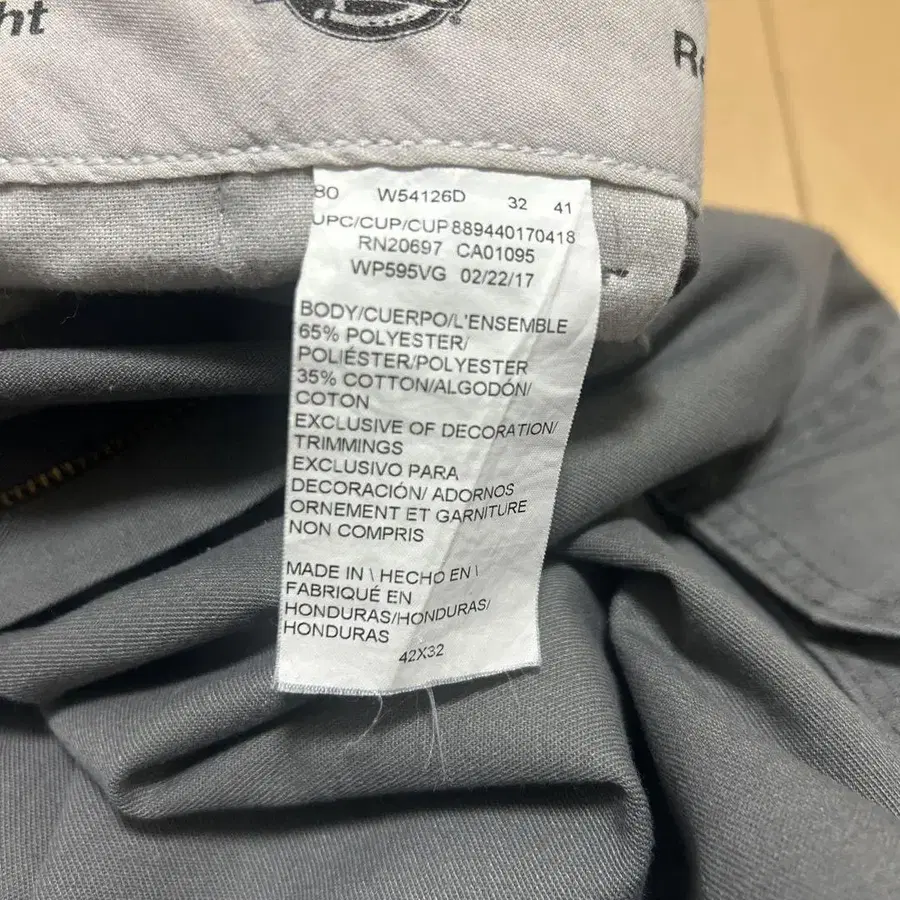 ht
80 W54126D 32 41
UPC/CUP/CUP 889440170418
RN20697 CA01095
WP595VG 02/22/17
BODY/CUERPO/L'ENSEMBLE
65% POLYESTER/
POLIÉSTER/POLYESTER
35% COTTON/ALGODÓN/
COTON
EXCLUSIVE OF DECORATION/
TRIMMINGS
EXCLUSIVO PARA
DECORACIÓN/ ADORNOS
ORNEMENT ET GARNITURE
NON COMPRIS
MADE IN \ HECHO EN \
FABRIQUÉ EN
HONDURAS/HONDURAS/
HONDURAS
42X32